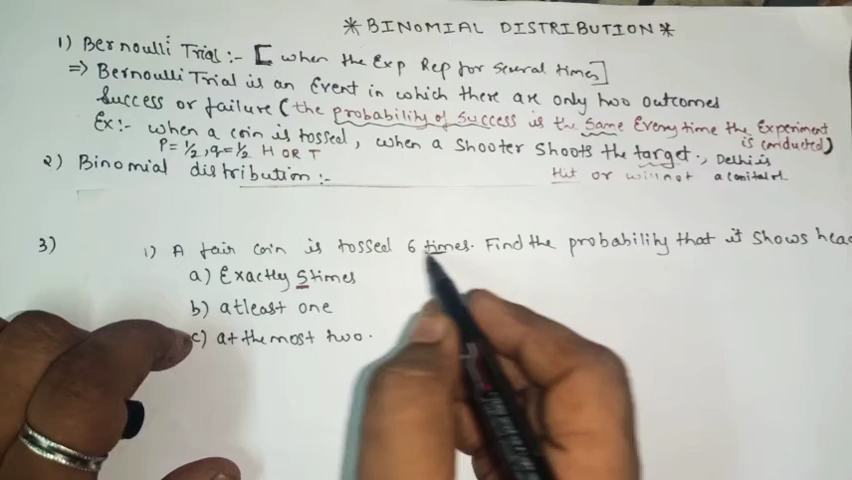 * BINOMIAL DISTRIBUTION *
1) Bernoulli Trial :- [ when the Exp Rep for several times]
=> Bernoulli Trial is an Event in which there are only two outcomes
success or failure ( the probability of success is the same Every time the Experiment
is conducted)
Ex :- when a coin is tossed, when a shooter shoots the target., Delhi is
P = 1/2, q = 1/2 H OR T
Hit or will not a capital of
2) Binomial distribution :-
3)
1) A fair coin is tossed 6 times. Find the probability that it shows head
a) Exactly 5 times
b) atleast one
c) at the most two.